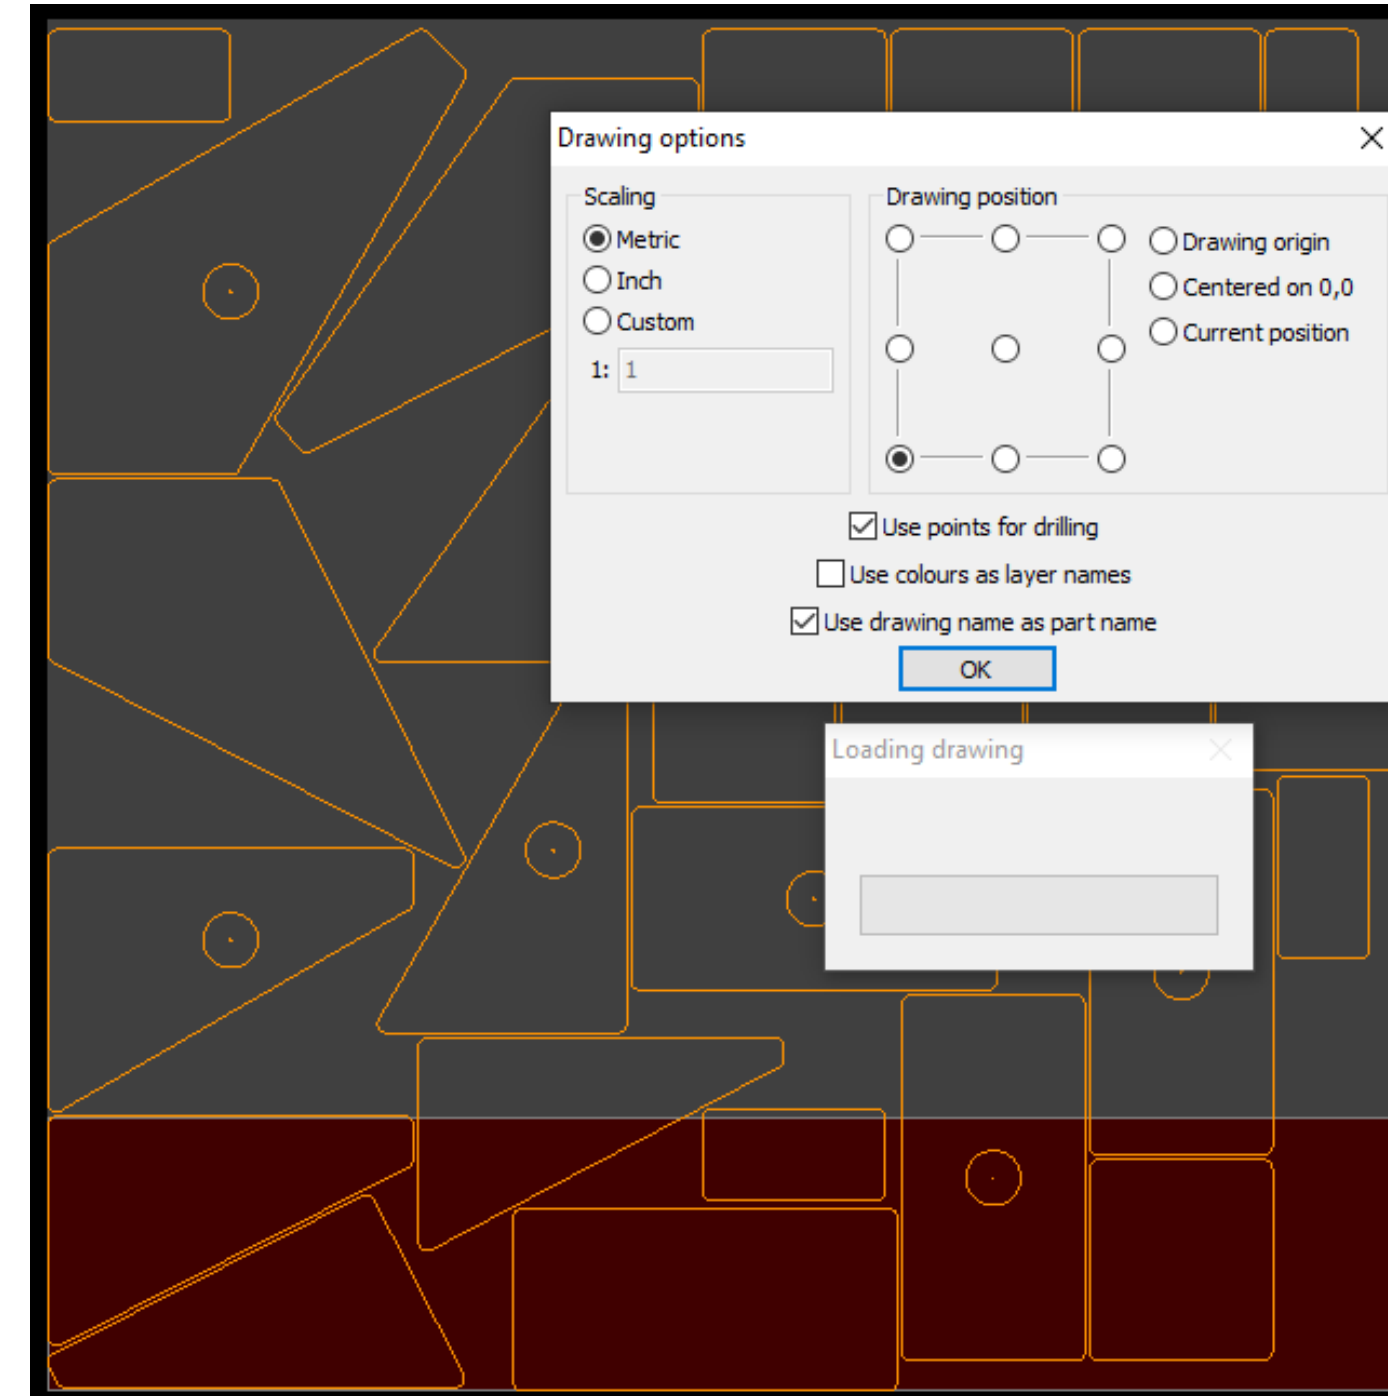 Drawing options
Scaling
Metric
Inch
Custom
1: 1
Drawing position
Drawing origin
Centered on 0,0
Current position
Use points for drilling
Use colours as layer names
Use drawing name as part name
OK
Loading drawing